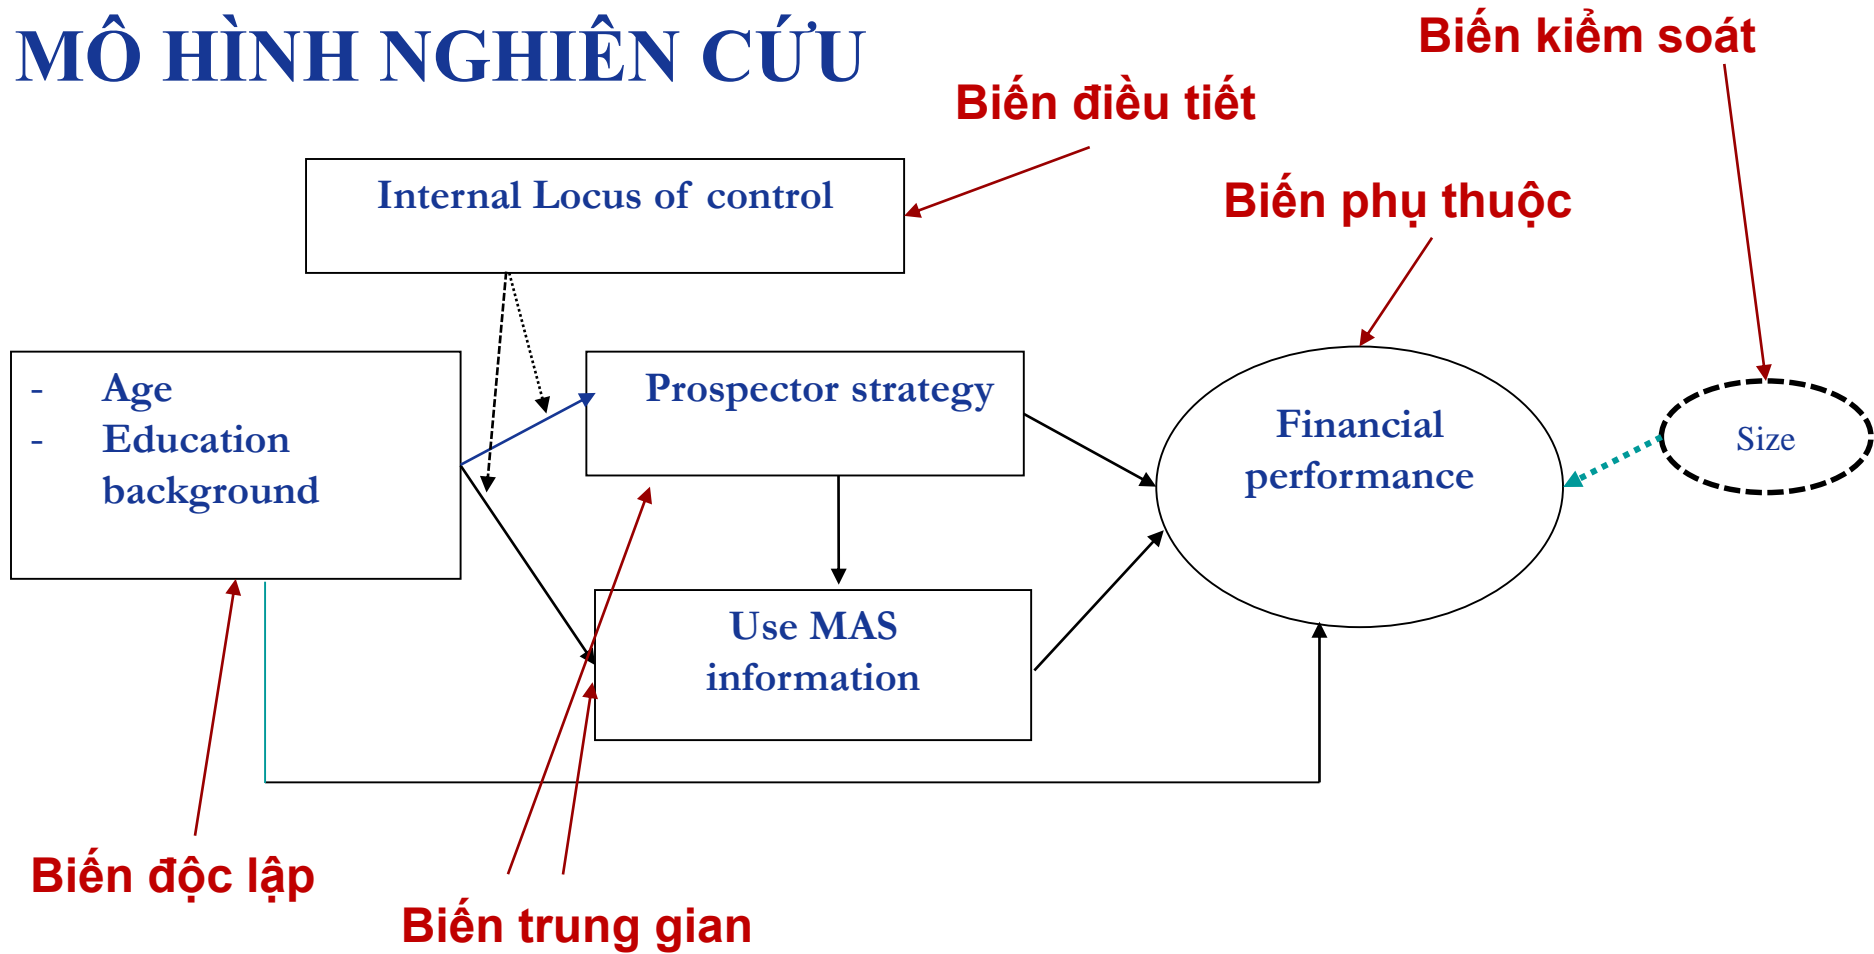 MÔ HÌNH NGHIÊN CỨU
Biến kiểm soát
Biến điều tiết
Internal Locus of control
Biến phụ thuộc
- Age
- Education
background
Prospector strategy
Financial
performance
Size
Use MAS
information
Biến độc lập
Biến trung gian